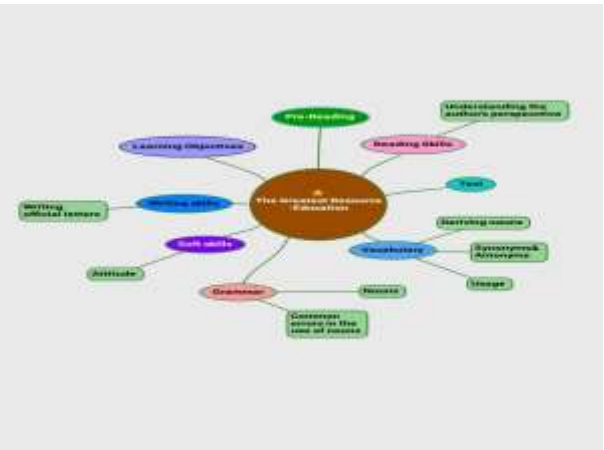 Pre-Reading
Understanding the
author's perspective
Learning Objectives
Reading Skills
Text
The Greatest Resource
Education
Writing skills
Writing
official letters
Deriving nouns
Soft skills
Vocabulary
Synonyms&
Antonyms
Attitude
Usage
Grammar
Nouns
Common
errors in the
use of nouns